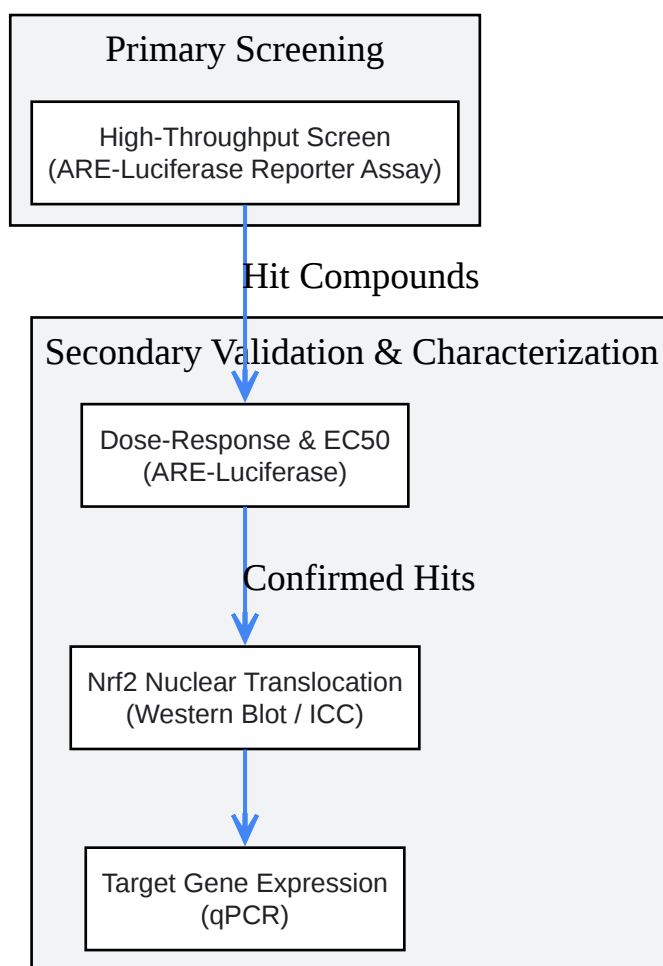 Primary Screening
High-Throughput Screen
(ARE-Luciferase Reporter Assay)
Hit Compounds
Secondary Validation & Characterization
Dose-Response & EC50
(ARE-Luciferase)
Confirmed Hits
Nrf2 Nuclear Translocation
(Western Blot / ICC)
Target Gene Expression
(qPCR)